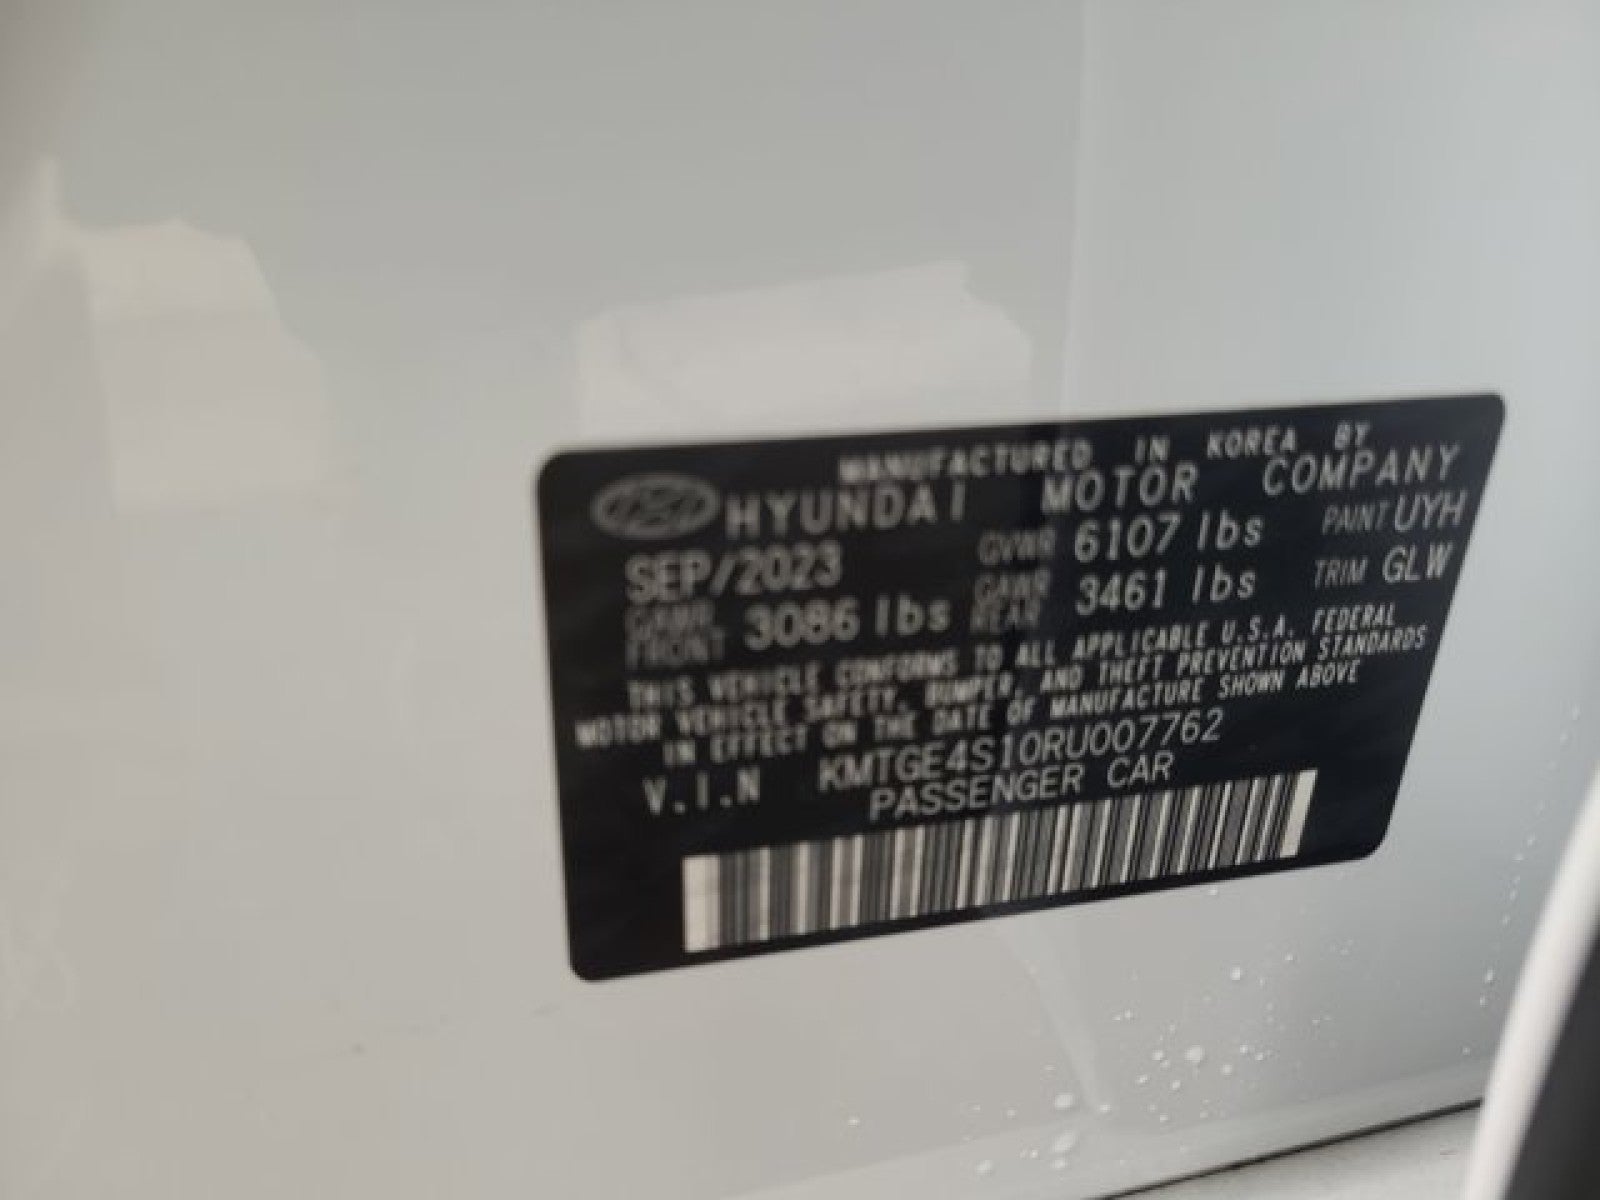 MANUFACTURED IN KOREA BY
HYUNDAI MOTOR COMPANY
SEP/2023 GVWR 6107 lbs PAINT UYH
GAWR FRONT 3086 lbs GAWR REAR 3461 lbs TRIM GLW
THIS VEHICLE CONFORMS TO ALL APPLICABLE U.S.A. FEDERAL
MOTOR VEHICLE SAFETY, BUMPER, AND THEFT PREVENTION STANDARDS
IN EFFECT ON THE DATE OF MANUFACTURE SHOWN ABOVE
V.I.N KMTGE4S10RU007762
PASSENGER CAR